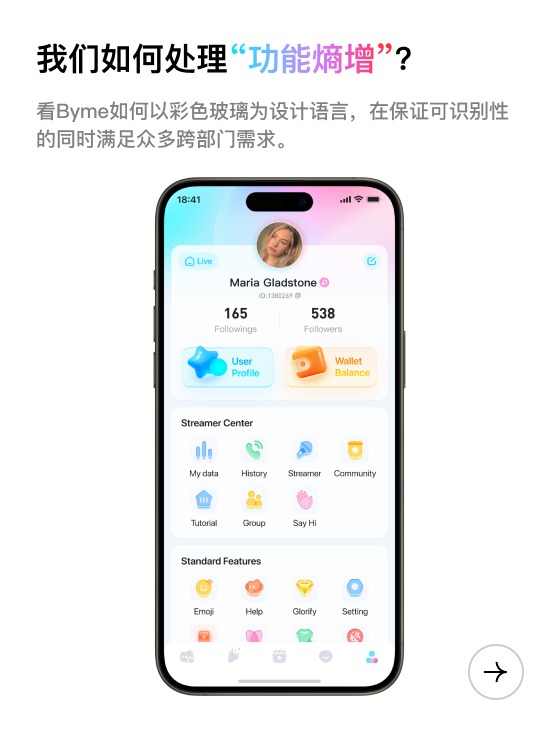 我们如何处理“功能熵增”?
看Byme如何以彩色玻璃为设计语言，在保证可识别性
的同时满足众多跨部门需求。
18:41
Live
Maria Gladstone
ID:1380269
165 538
Followings Followers
User Wallet
Profile Balance
Streamer Center
My data History Streamer Community
Tutorial Group Say Hi
Standard Features
Emoji Help Glorify Setting